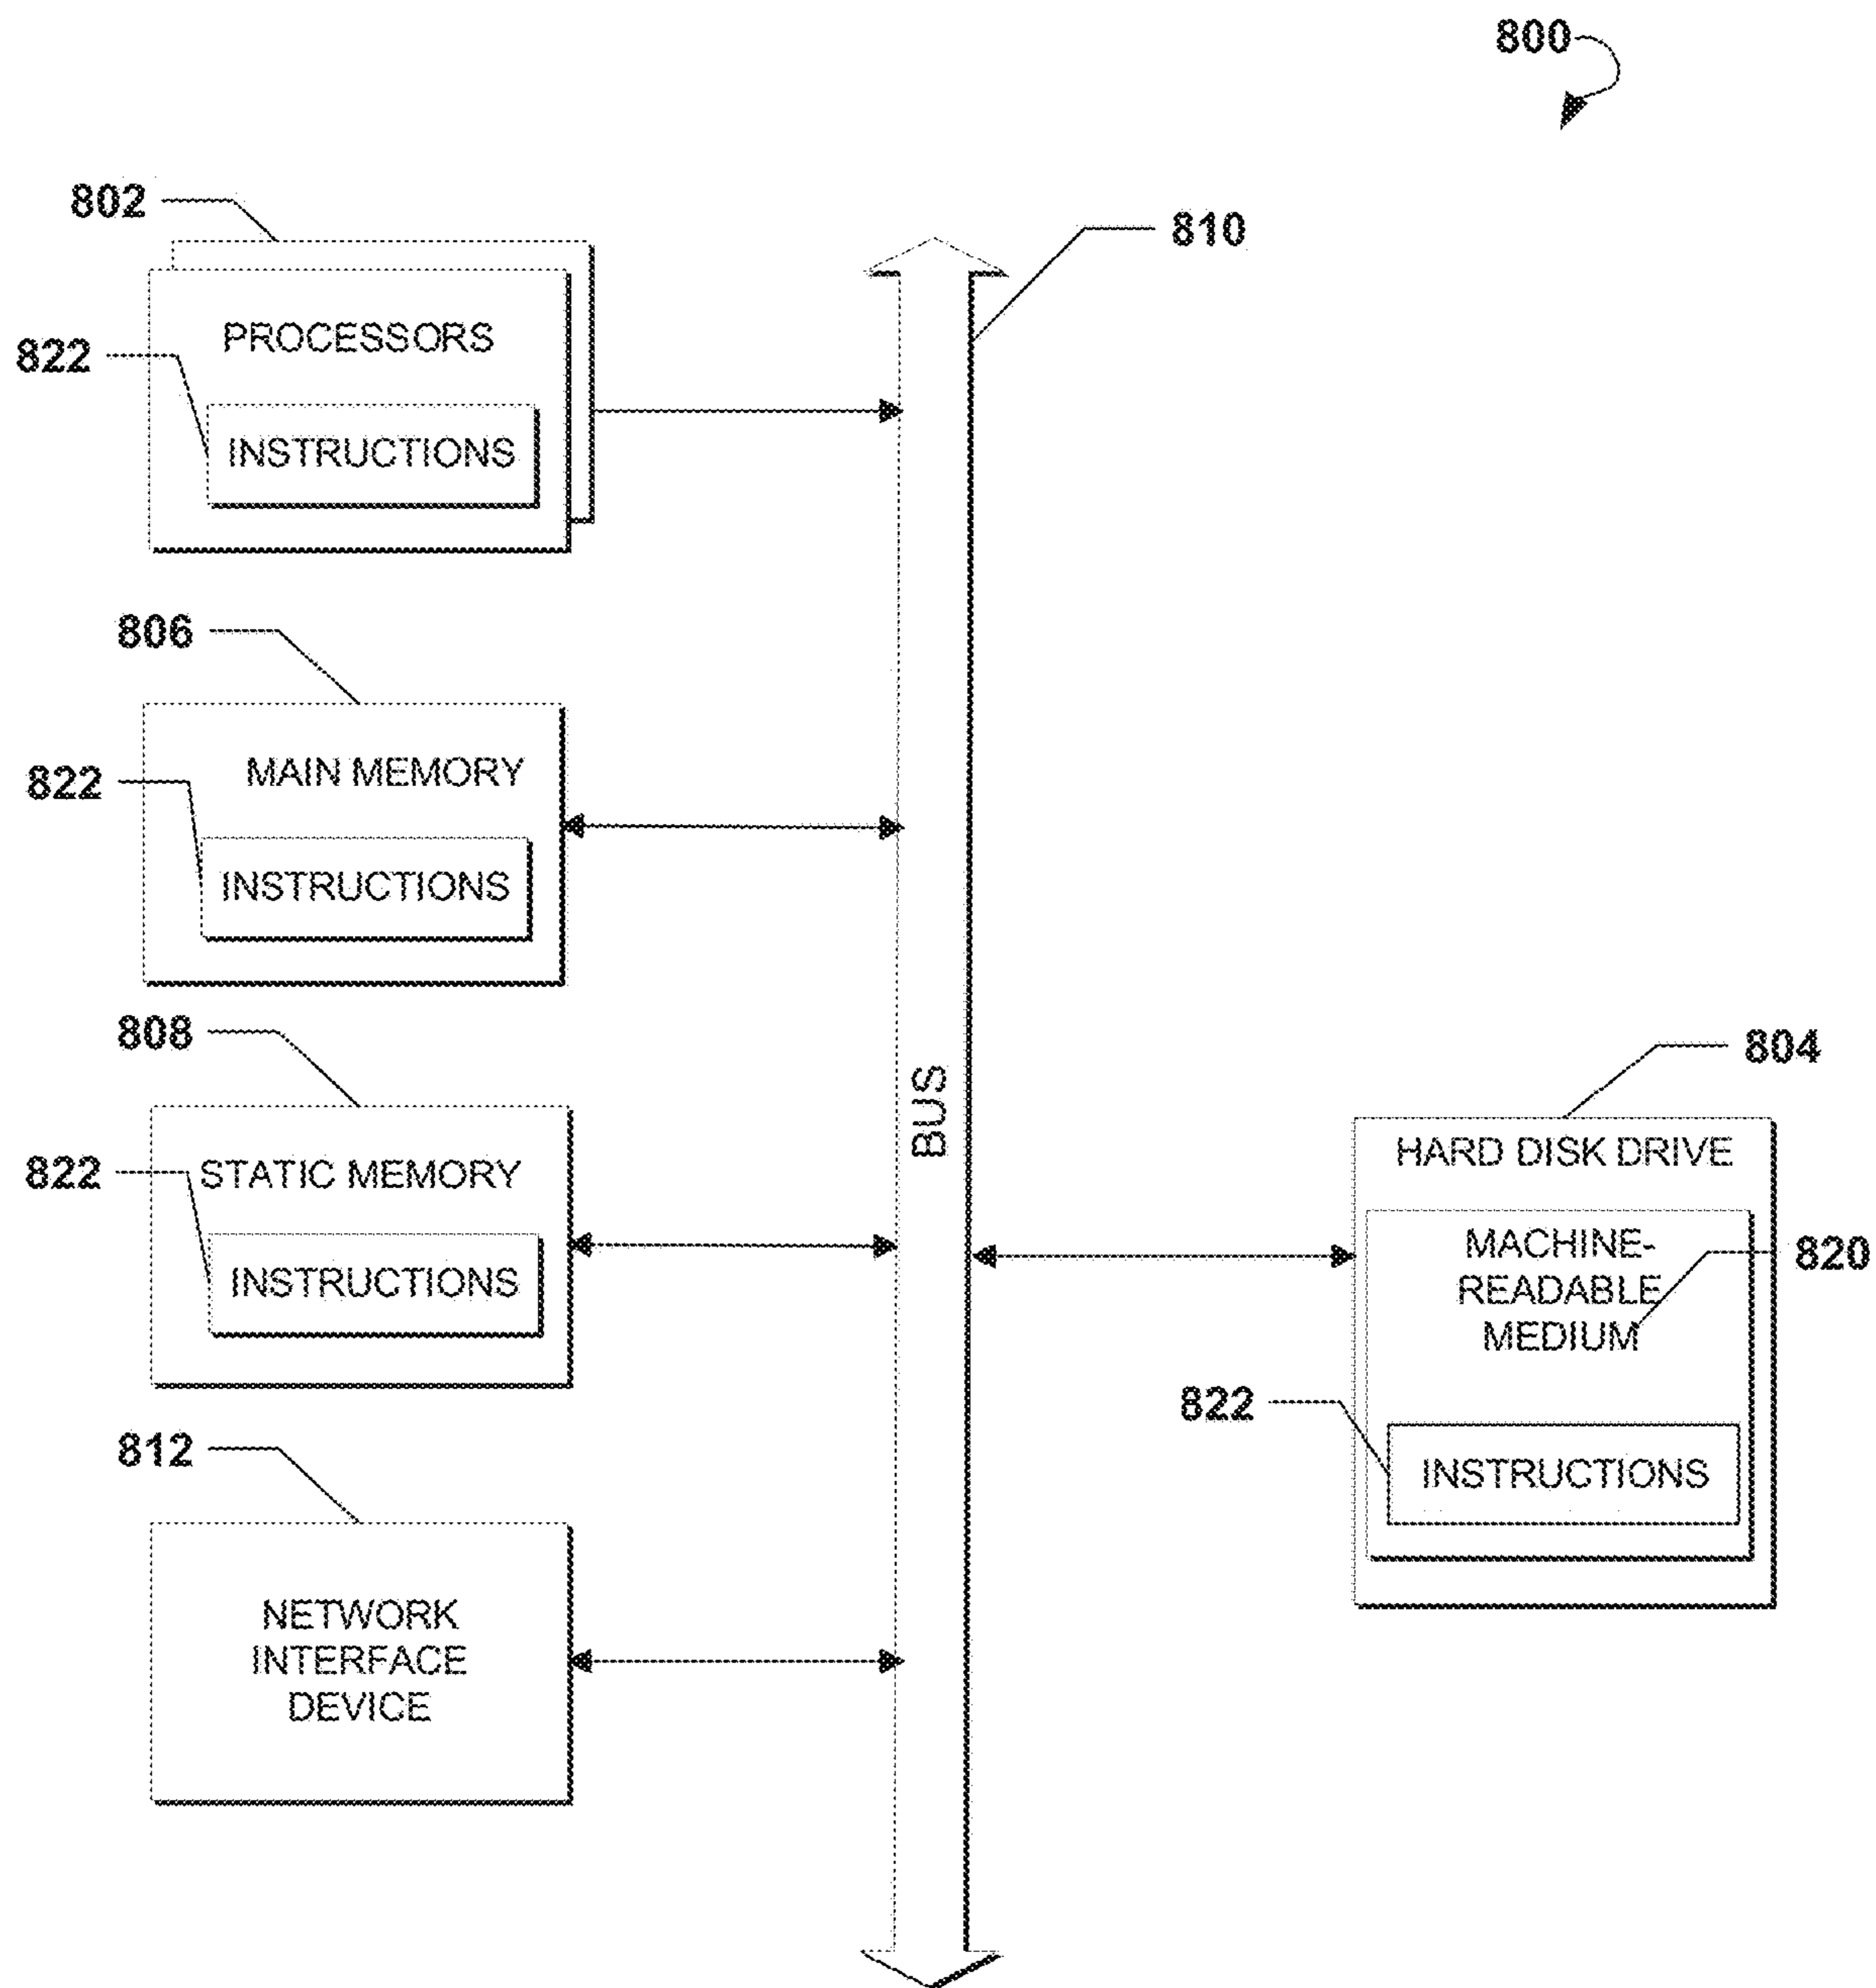 800
802
810
PROCESSORS
822
INSTRUCTIONS
806
MAIN MEMORY
822
INSTRUCTIONS
808
804
BUS
HARD DISK DRIVE
STATIC MEMORY
822
INSTRUCTIONS
MACHINE-
READABLE
MEDIUM
820
822
INSTRUCTIONS
812
NETWORK
INTERFACE
DEVICE